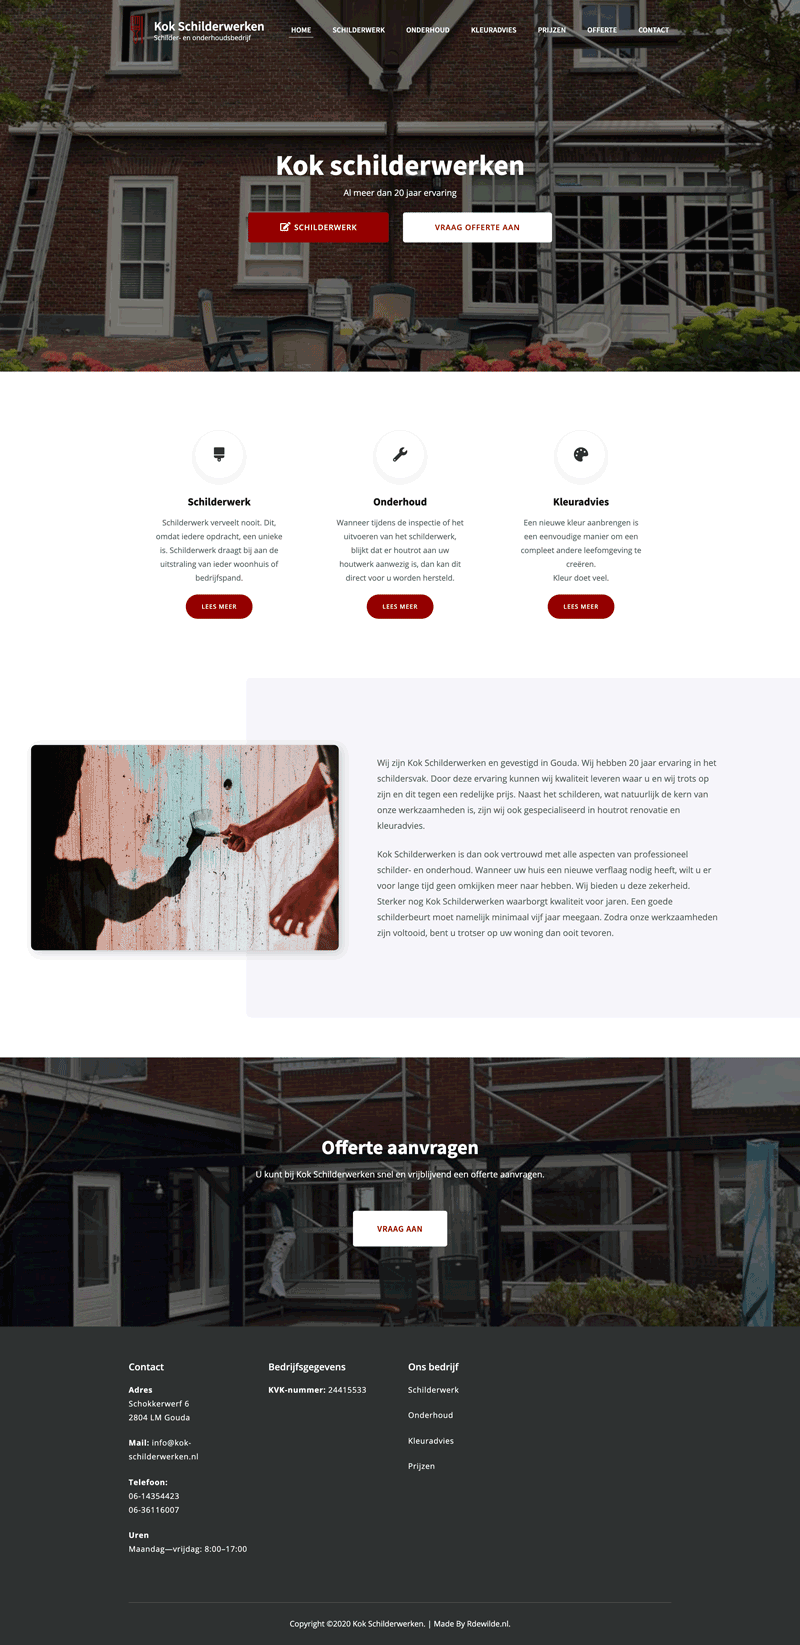 Kok Schilderwerken
Schilder- en onderhoudsbedrijf
HOME SCHILDERWERK ONDERHOUD KLEURADVIES PRIJZEN OFFERTE CONTACT
Kok schilderwerken
Al meer dan 20 jaar ervaring
SCHILDERWERK
VRAAG OFFERTE AAN
Schilderwerk
Schilderwerk verveelt nooit. Dit,
omdat iedere opdracht, een unieke
is. Schilderwerk draagt bij aan de
uitstraling van ieder woonhuis of
bedrijfspand.
LEES MEER
Onderhoud
Wanneer tijdens de inspectie of het
uitvoeren van het schilderwerk,
blijkt dat er houtrot aan uw
houtwerk aanwezig is, dan kan dit
direct voor u worden hersteld.
LEES MEER
Kleuradvies
Een nieuwe kleur aanbrengen is
een eenvoudige manier om een
compleet andere leefomgeving te
creëren.
Kleur doet veel.
LEES MEER
Wij zijn Kok Schilderwerken en gevestigd in Gouda. Wij hebben 20 jaar ervaring in het
schildersvak. Door deze ervaring kunnen wij kwaliteit leveren waar u en wij trots op
zijn en dit tegen een redelijke prijs. Naast het schilderen, wat natuurlijk de kern van
onze werkzaamheden is, zijn wij ook gespecialiseerd in houtrot renovatie en
kleuradvies.
Kok Schilderwerken is dan ook vertrouwd met alle aspecten van professioneel
schilder- en onderhoud. Wanneer uw huis een nieuwe verflaag nodig heeft, wilt u er
voor lange tijd geen omkijken meer naar hebben. Wij bieden u deze zekerheid.
Sterker nog Kok Schilderwerken waarborgt kwaliteit voor jaren. Een goede
schilderbeurt moet namelijk minimaal vijf jaar meegaan. Zodra onze werkzaamheden
zijn voltooid, bent u trotser op uw woning dan ooit tevoren.
Offerte aanvragen
U kunt bij Kok Schilderwerken snel en vrijblijvend een offerte aanvragen.
VRAAG AAN
Contact
Adres
Schokkerwerf 6
2804 LM Gouda
Mail: info@kok-
schilderwerken.nl
Telefoon:
06-14354423
06-36116007
Uren
Maandag—vrijdag: 8:00–17:00
Bedrijfsgegevens
KVK-nummer: 24415533
Ons bedrijf
Schilderwerk
Onderhoud
Kleuradvies
Prijzen
Copyright ©2020 Kok Schilderwerken. | Made By Rdewilde.nl.